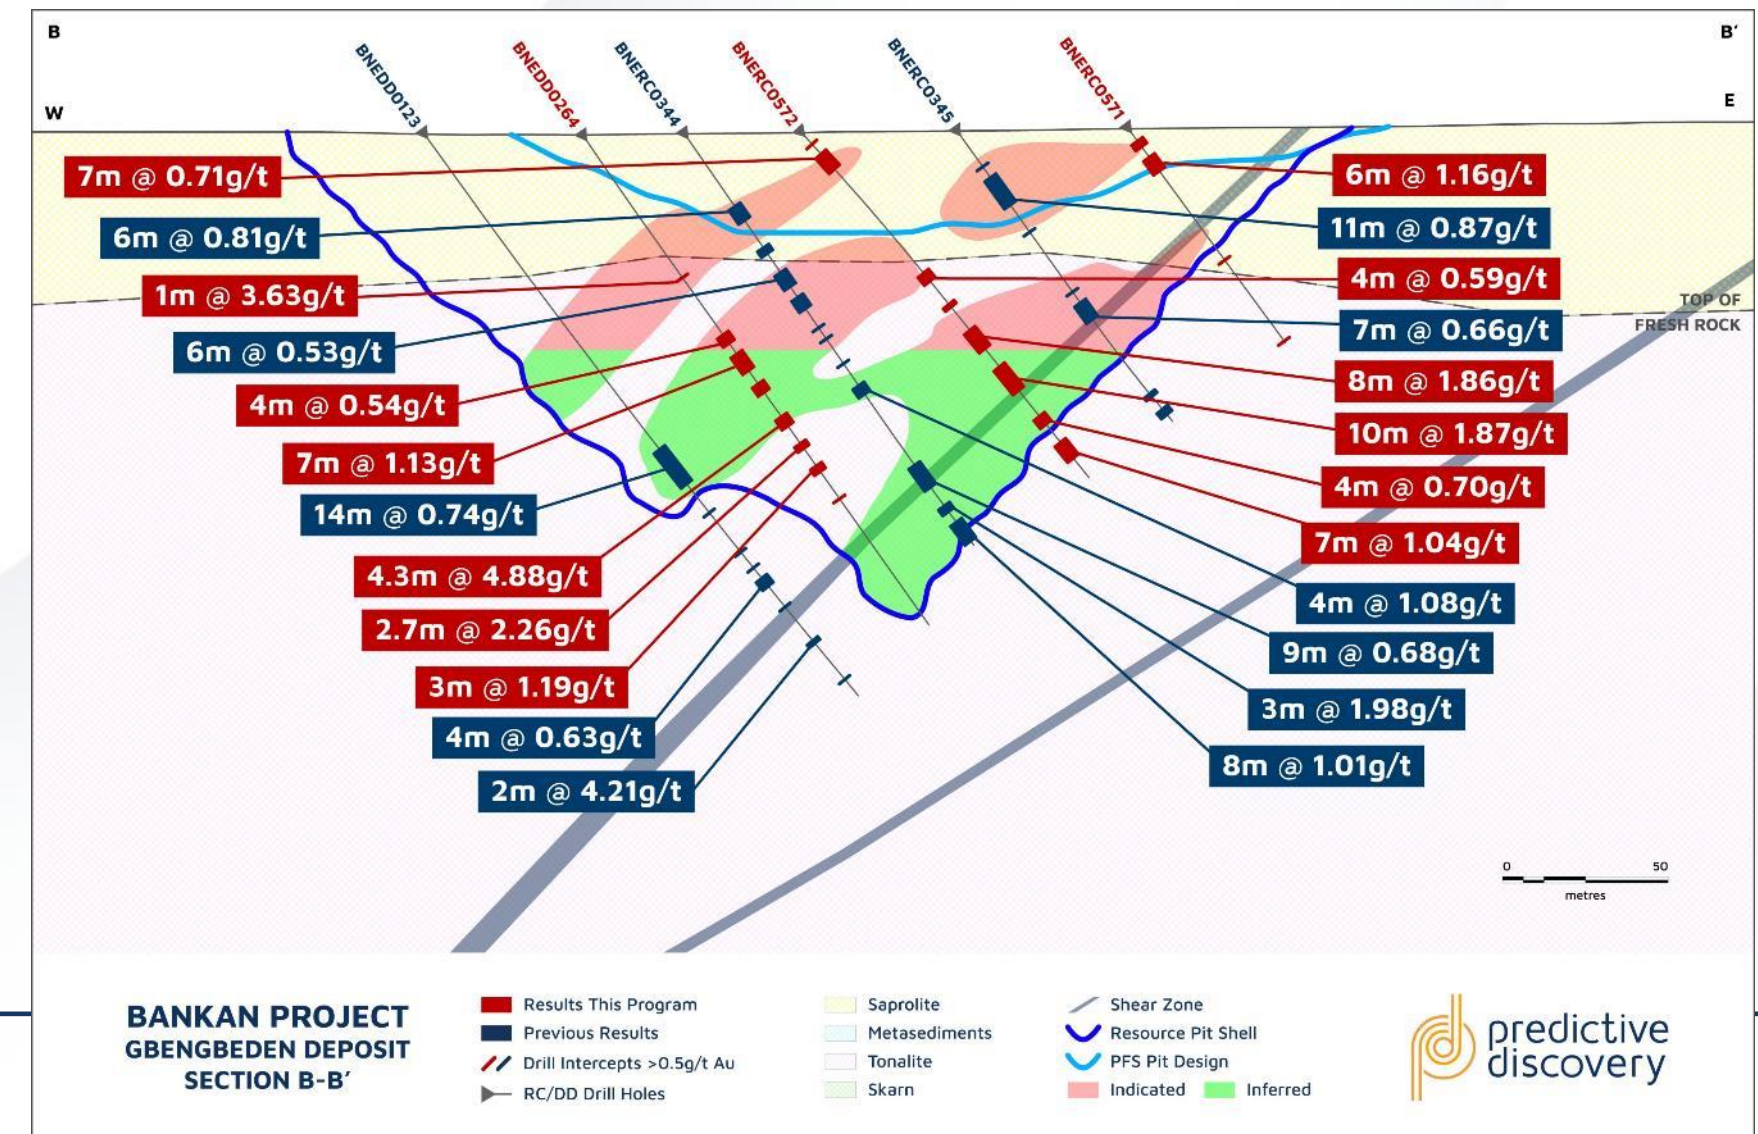 B
B'
W
E
BNEDD0123
BNEDD0264
BNERC0344
BNERC0572
BNERC0345
BNERC0571
7m @ 0.71g/t
6m @ 0.81g/t
1m @ 3.63g/t
6m @ 0.53g/t
4m @ 0.54g/t
7m @ 1.13g/t
14m @ 0.74g/t
4.3m @ 4.88g/t
2.7m @ 2.26g/t
3m @ 1.19g/t
4m @ 0.63g/t
2m @ 4.21g/t
6m @ 1.16g/t
11m @ 0.87g/t
4m @ 0.59g/t
7m @ 0.66g/t
8m @ 1.86g/t
10m @ 1.87g/t
4m @ 0.70g/t
7m @ 1.04g/t
4m @ 1.08g/t
9m @ 0.68g/t
3m @ 1.98g/t
8m @ 1.01g/t
TOP OF
FRESH ROCK
0 50
metres
BANKAN PROJECT
GBENGBEDEN DEPOSIT
SECTION B-B'
Results This Program
Previous Results
Drill Intercepts >0.5g/t Au
RC/DD Drill Holes
Saprolite
Metasediments
Tonalite
Skarn
Shear Zone
Resource Pit Shell
PFS Pit Design
Indicated
Inferred
predictive
discovery